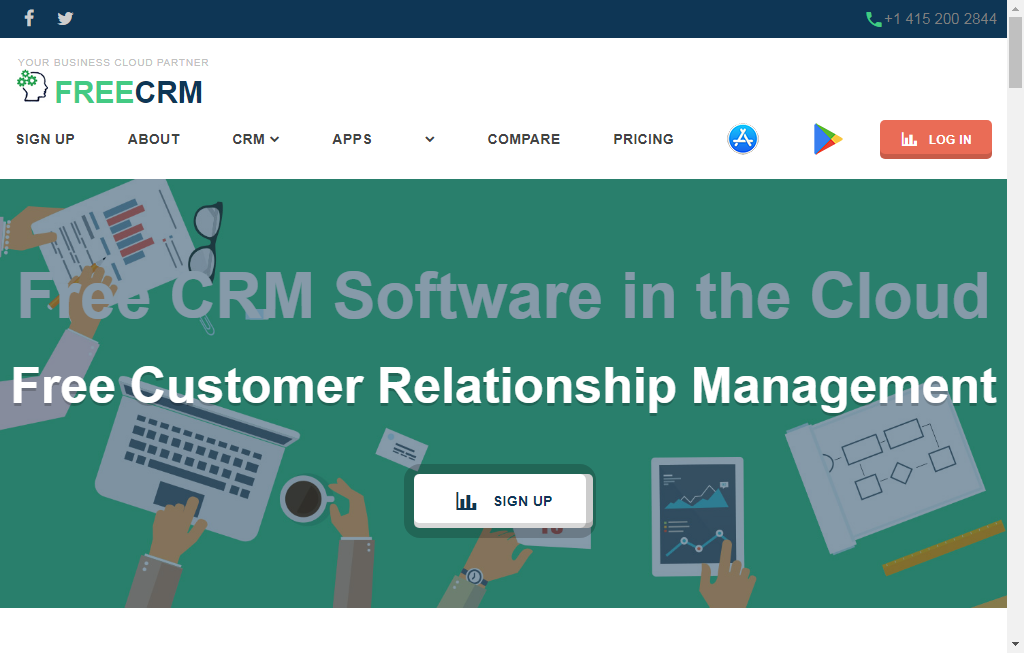 +1 415 200 2844
YOUR BUSINESS CLOUD PARTNER
FREECRM
SIGN UP ABOUT CRM APPS COMPARE PRICING LOG IN
Free CRM Software in the Cloud
Free Customer Relationship Management
SIGN UP